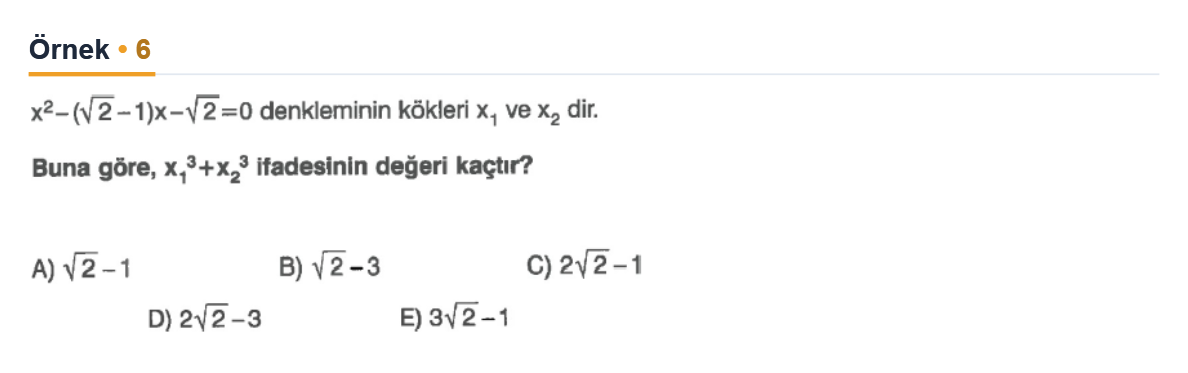 Örnek • 6
x²–(√2–1)x–√2=0 denkleminin kökleri x₁ ve x₂ dir.
Buna göre, x₁³+x₂³ ifadesinin değeri kaçtır?
A) √2–1 B) √2–3 C) 2√2–1
D) 2√2–3 E) 3√2–1